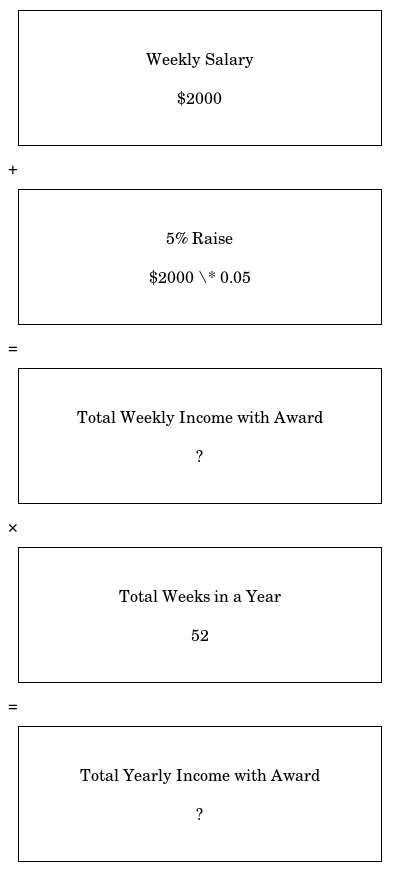 Weekly Salary
$2000
+
5% Raise
$2000 \* 0.05
=
Total Weekly Income with Award
?
×
Total Weeks in a Year
52
=
Total Yearly Income with Award
?